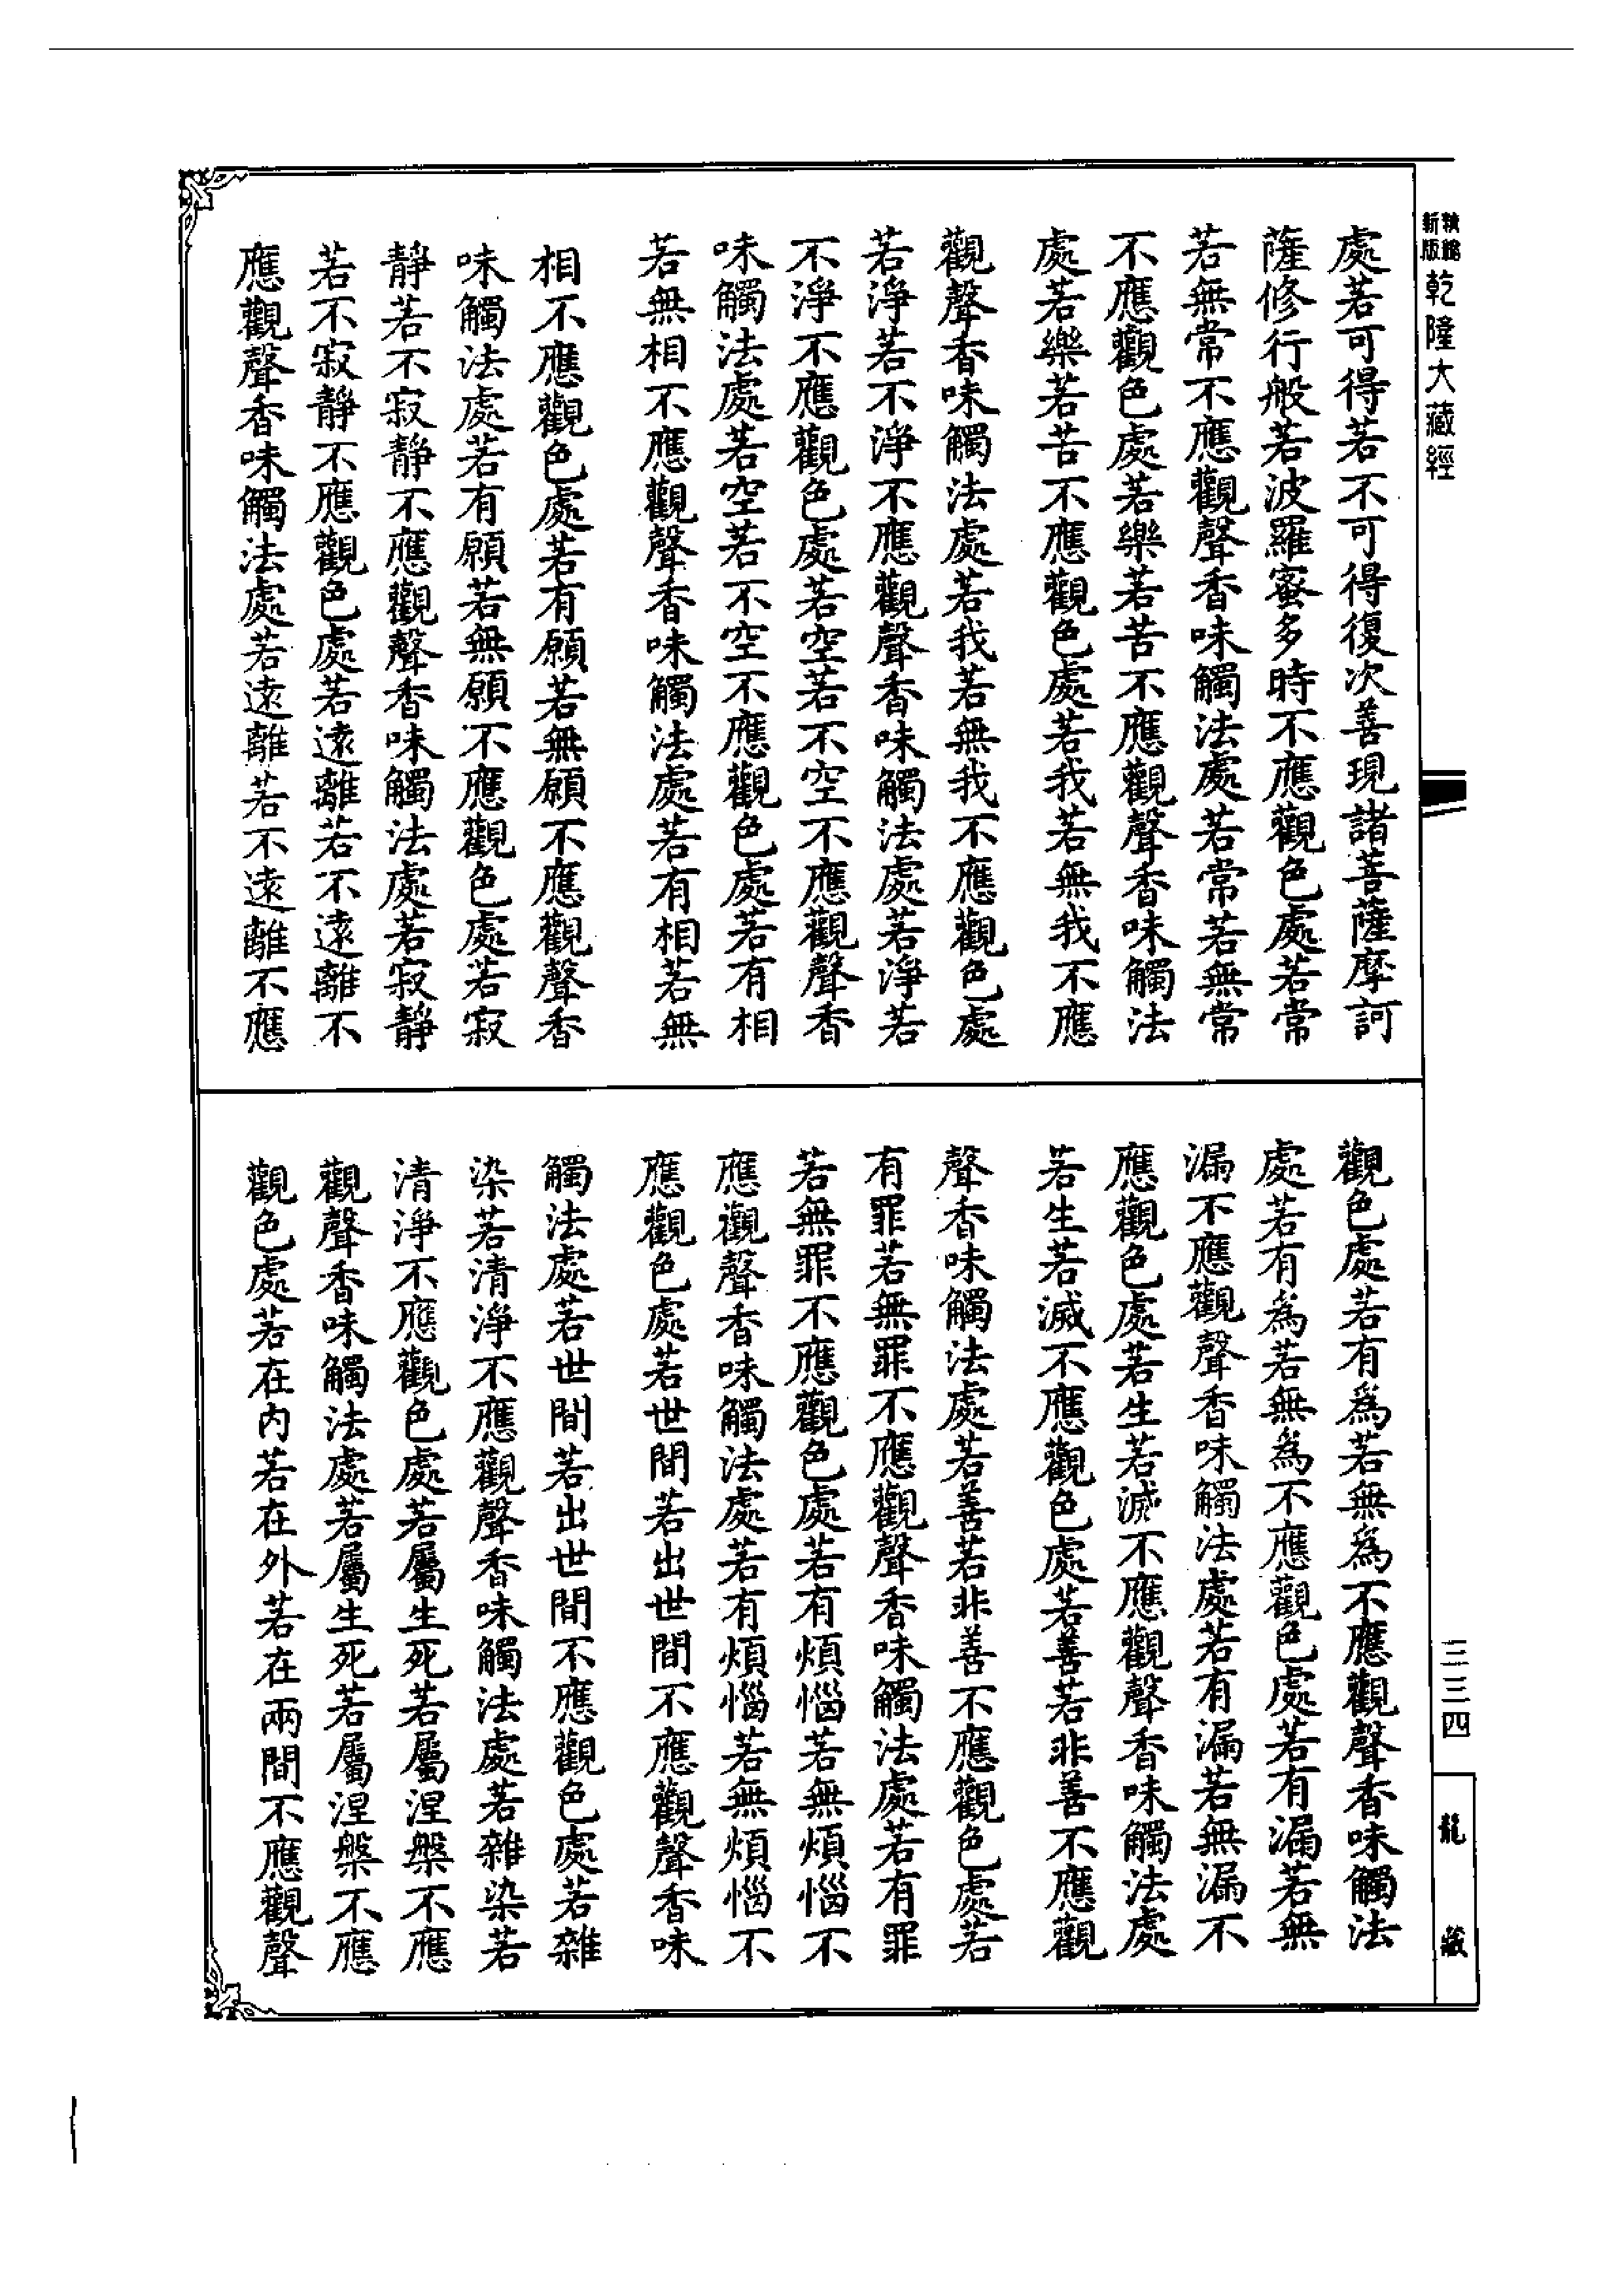 新編
新版
乾隆大藏經
處若可得若不可得復次善現諸菩薩摩訶
薩修行般若波羅蜜多時不應觀色處若常
若無常不應觀聲香味觸法處若常若無常
不應觀色處若樂若苦不應觀聲香味觸法
處若樂若苦不應觀色處若我若無我不應
觀聲香味觸法處若我若無我不應觀色處
若淨若不淨不應觀聲香味觸法處若淨若
不淨不應觀色處若空若不空不應觀聲香
味觸法處若空若不空不應觀色處若有相
若無相不應觀聲香味觸法處若有相若無
相不應觀色處若有願若無願不應觀聲香
味觸法處若有願若無願不應觀色處若寂
靜若不寂靜不應觀聲香味觸法處若寂靜
若不寂靜不應觀色處若遠離若不遠離不
應觀聲香味觸法處若遠離若不遠離不應
觀色處若有為若無為不應觀聲香味觸法
處若有為若無為不應觀色處若有漏若無
漏不應觀聲香味觸法處若有漏若無漏不
應觀色處若生若滅不應觀聲香味觸法處
若生若滅不應觀色處若善若非善不應觀
聲香味觸法處若善若非善不應觀色處若
有罪若無罪不應觀聲香味觸法處若有罪
若無罪不應觀色處若有煩惱若無煩惱不
應觀聲香味觸法處若有煩惱若無煩惱不
應觀色處若世間若出世間不應觀聲香味
觸法處若世間若出世間不應觀色處若雜
染若清淨不應觀聲香味觸法處若雜染若
清淨不應觀色處若屬生死若屬涅槃不應
觀聲香味觸法處若屬生死若屬涅槃不應
觀色處若在內若在外若在兩間不應觀聲
三三四
龍藏